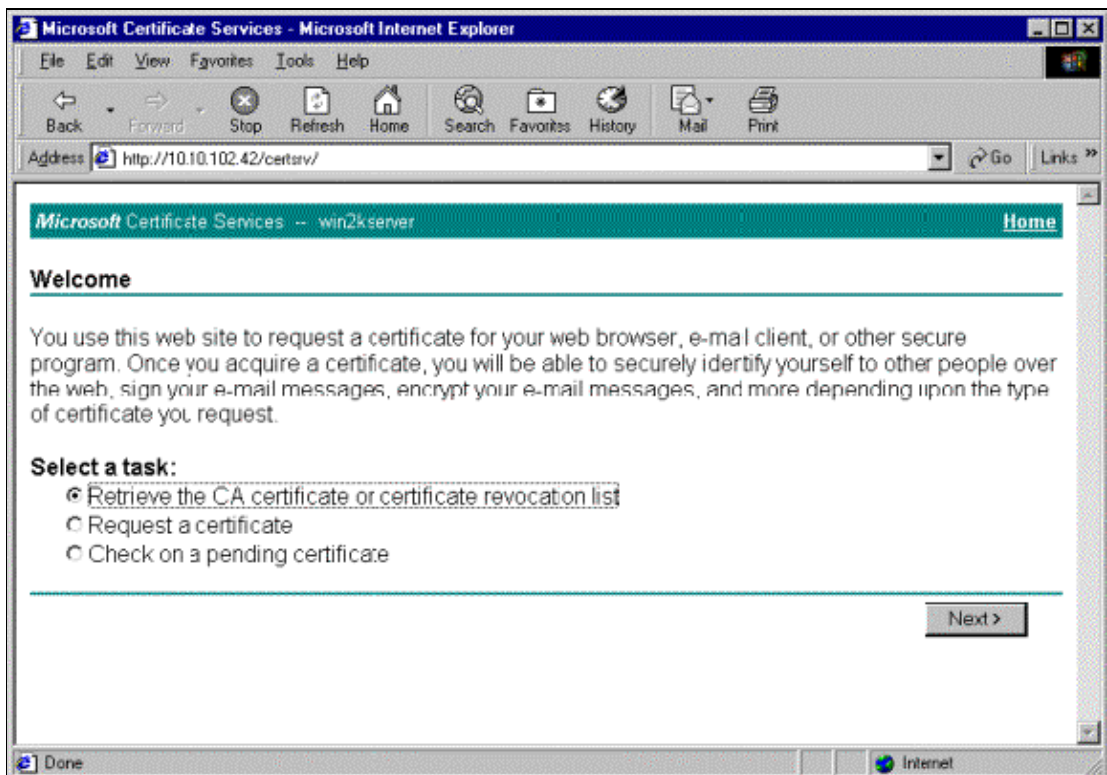 Microsoft Certificate Services - Microsoft Internet Explorer
File Edit View Favorites Tools Help
Back Forward Stop Refresh Home Search Favorites History Mail Print
Address http://10.10.102.42/certsrv/ Go Links »
Microsoft Certificate Services -- win2kserver Home
Welcome
You use this web site to request a certificate for your web browser, e-mail client, or other secure
program. Once you acquire a certificate, you will be able to securely identify yourself to other people over
the web, sign your e-mail messages, encrypt your e-mail messages, and more depending upon the type
of certificate you request.
Select a task:
Retrieve the CA certificate or certificate revocation list
Request a certificate
Check on a pending certificate
Next >
Done Internet